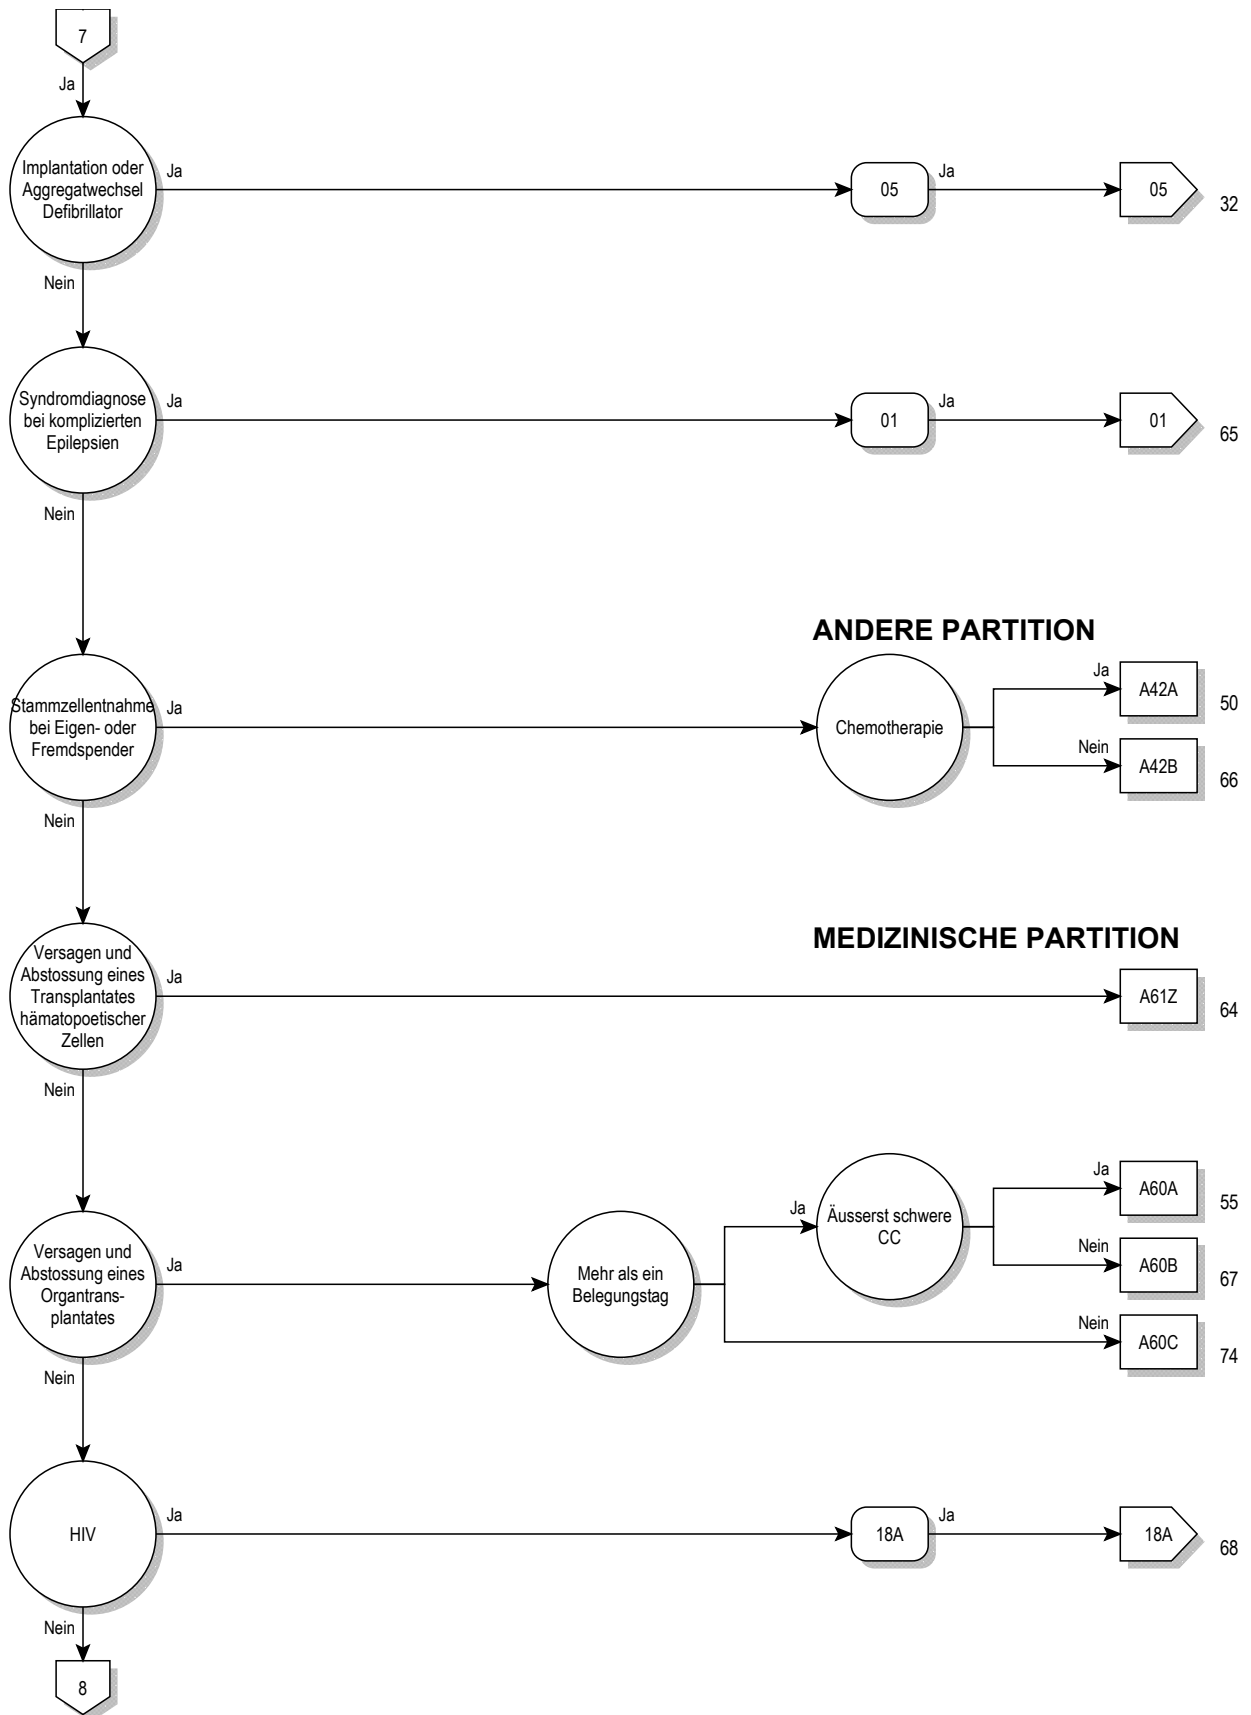 7
Ja
Implantation oder
Aggregatwechsel
Defibrillator
Ja
05
Ja
05
32
Nein
Syndromdiagnose
bei komplizierten
Epilepsien
Ja
01
Ja
01
65
Nein
ANDERE PARTITION
Stammzellentnahme
bei Eigen- oder
Fremdspender
Ja
Chemotherapie
Ja
A42A
50
Nein
A42B
66
Nein
MEDIZINISCHE PARTITION
Versagen und
Abstossung eines
Transplantates
hämatopoetischer
Zellen
Ja
A61Z
64
Nein
Versagen und
Abstossung eines
Organtrans-
plantates
Ja
Mehr als ein
Belegungstag
Ja
Äusserst schwere
CC
Ja
A60A
55
Nein
A60B
67
Nein
A60C
74
Nein
HIV
Ja
18A
Ja
18A
68
Nein
8